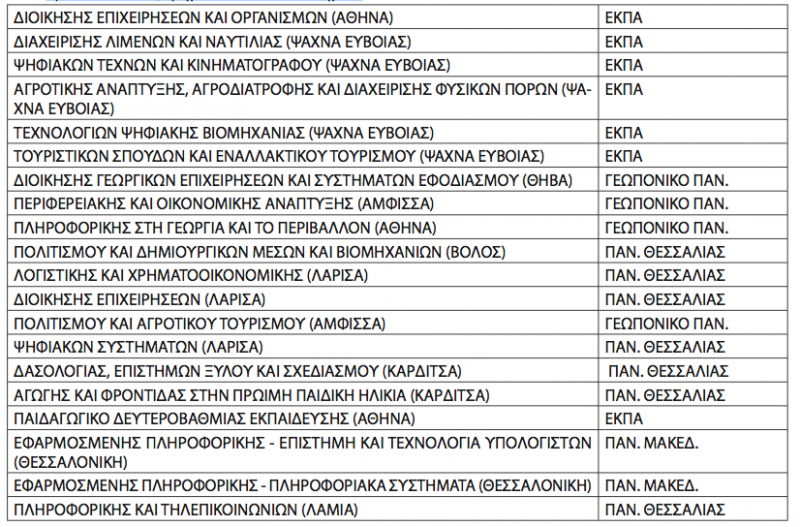 ΔΙΟΙΚΗΣΗΣ ΕΠΙΧΕΙΡΗΣΕΩΝ ΚΑΙ ΟΡΓΑΝΙΣΜΩΝ (ΑΘΗΝΑ) ΕΚΠΑ
ΔΙΑΧΕΙΡΙΣΗΣ ΛΙΜΕΝΩΝ ΚΑΙ ΝΑΥΤΙΛΙΑΣ (ΨΑΧΝΑ ΕΥΒΟΙΑΣ) ΕΚΠΑ
ΨΗΦΙΑΚΩΝ ΤΕΧΝΩΝ ΚΑΙ ΚΙΝΗΜΑΤΟΓΡΑΦΟΥ (ΨΑΧΝΑ ΕΥΒΟΙΑΣ) ΕΚΠΑ
ΑΓΡΟΤΙΚΗΣ ΑΝΑΠΤΥΞΗΣ, ΑΓΡΟΔΙΑΤΡΟΦΗΣ ΚΑΙ ΔΙΑΧΕΙΡΙΣΗΣ ΦΥΣΙΚΩΝ ΠΟΡΩΝ (ΨΑ- ΕΚΠΑ
ΧΝΑ ΕΥΒΟΙΑΣ)
ΤΕΧΝΟΛΟΓΙΩΝ ΨΗΦΙΑΚΗΣ ΒΙΟΜΗΧΑΝΙΑΣ (ΨΑΧΝΑ ΕΥΒΟΙΑΣ) ΕΚΠΑ
ΤΟΥΡΙΣΤΙΚΩΝ ΣΠΟΥΔΩΝ ΚΑΙ ΕΝΑΛΛΑΚΤΙΚΟΥ ΤΟΥΡΙΣΜΟΥ (ΨΑΧΝΑ ΕΥΒΟΙΑΣ) ΕΚΠΑ
ΔΙΟΙΚΗΣΗΣ ΓΕΩΡΓΙΚΩΝ ΕΠΙΧΕΙΡΗΣΕΩΝ ΚΑΙ ΣΥΣΤΗΜΑΤΩΝ ΕΦΟΔΙΑΣΜΟΥ (ΘΗΒΑ) ΓΕΩΠΟΝΙΚΟ ΠΑΝ.
ΠΕΡΙΦΕΡΕΙΑΚΗΣ ΚΑΙ ΟΙΚΟΝΟΜΙΚΗΣ ΑΝΑΠΤΥΞΗΣ (ΑΜΦΙΣΣΑ) ΓΕΩΠΟΝΙΚΟ ΠΑΝ.
ΠΛΗΡΟΦΟΡΙΚΗΣ ΣΤΗ ΓΕΩΡΓΙΑ ΚΑΙ ΤΟ ΠΕΡΙΒΑΛΛΟΝ (ΑΘΗΝΑ) ΓΕΩΠΟΝΙΚΟ ΠΑΝ.
ΠΟΛΙΤΙΣΜΟΥ ΚΑΙ ΔΗΜΙΟΥΡΓΙΚΩΝ ΜΕΣΩΝ ΚΑΙ ΒΙΟΜΗΧΑΝΙΩΝ (ΒΟΛΟΣ) ΠΑΝ. ΘΕΣΣΑΛΙΑΣ
ΛΟΓΙΣΤΙΚΗΣ ΚΑΙ ΧΡΗΜΑΤΟΟΙΚΟΝΟΜΙΚΗΣ (ΛΑΡΙΣΑ) ΠΑΝ. ΘΕΣΣΑΛΙΑΣ
ΔΙΟΙΚΗΣΗΣ ΕΠΙΧΕΙΡΗΣΕΩΝ (ΛΑΡΙΣΑ) ΠΑΝ. ΘΕΣΣΑΛΙΑΣ
ΠΟΛΙΤΙΣΜΟΥ ΚΑΙ ΑΓΡΟΤΙΚΟΥ ΤΟΥΡΙΣΜΟΥ (ΑΜΦΙΣΣΑ) ΓΕΩΠΟΝΙΚΟ ΠΑΝ.
ΨΗΦΙΑΚΩΝ ΣΥΣΤΗΜΑΤΩΝ (ΛΑΡΙΣΑ) ΠΑΝ. ΘΕΣΣΑΛΙΑΣ
ΔΑΣΟΛΟΓΙΑΣ, ΕΠΙΣΤΗΜΩΝ ΞΥΛΟΥ ΚΑΙ ΣΧΕΔΙΑΣΜΟΥ (ΚΑΡΔΙΤΣΑ) ΠΑΝ. ΘΕΣΣΑΛΙΑΣ
ΑΓΩΓΗΣ ΚΑΙ ΦΡΟΝΤΙΔΑΣ ΣΤΗΝ ΠΡΩΙΜΗ ΠΑΙΔΙΚΗ ΗΛΙΚΙΑ (ΚΑΡΔΙΤΣΑ) ΠΑΝ. ΘΕΣΣΑΛΙΑΣ
ΠΑΙΔΑΓΩΓΙΚΟ ΔΕΥΤΕΡΟΒΑΘΜΙΑΣ ΕΚΠΑΙΔΕΥΣΗΣ (ΑΘΗΝΑ) ΕΚΠΑ
ΕΦΑΡΜΟΣΜΕΝΗΣ ΠΛΗΡΟΦΟΡΙΚΗΣ - ΕΠΙΣΤΗΜΗ ΚΑΙ ΤΕΧΝΟΛΟΓΙΑ ΥΠΟΛΟΓΙΣΤΩΝ ΠΑΝ. ΜΑΚΕΔ.
(ΘΕΣΣΑΛΟΝΙΚΗ)
ΕΦΑΡΜΟΣΜΕΝΗΣ ΠΛΗΡΟΦΟΡΙΚΗΣ - ΠΛΗΡΟΦΟΡΙΑΚΑ ΣΥΣΤΗΜΑΤΑ (ΘΕΣΣΑΛΟΝΙΚΗ) ΠΑΝ. ΜΑΚΕΔ.
ΠΛΗΡΟΦΟΡΙΚΗΣ ΚΑΙ ΤΗΛΕΠΙΚΟΙΝΩΝΙΩΝ (ΛΑΜΙΑ) ΠΑΝ. ΘΕΣΣΑΛΙΑΣ